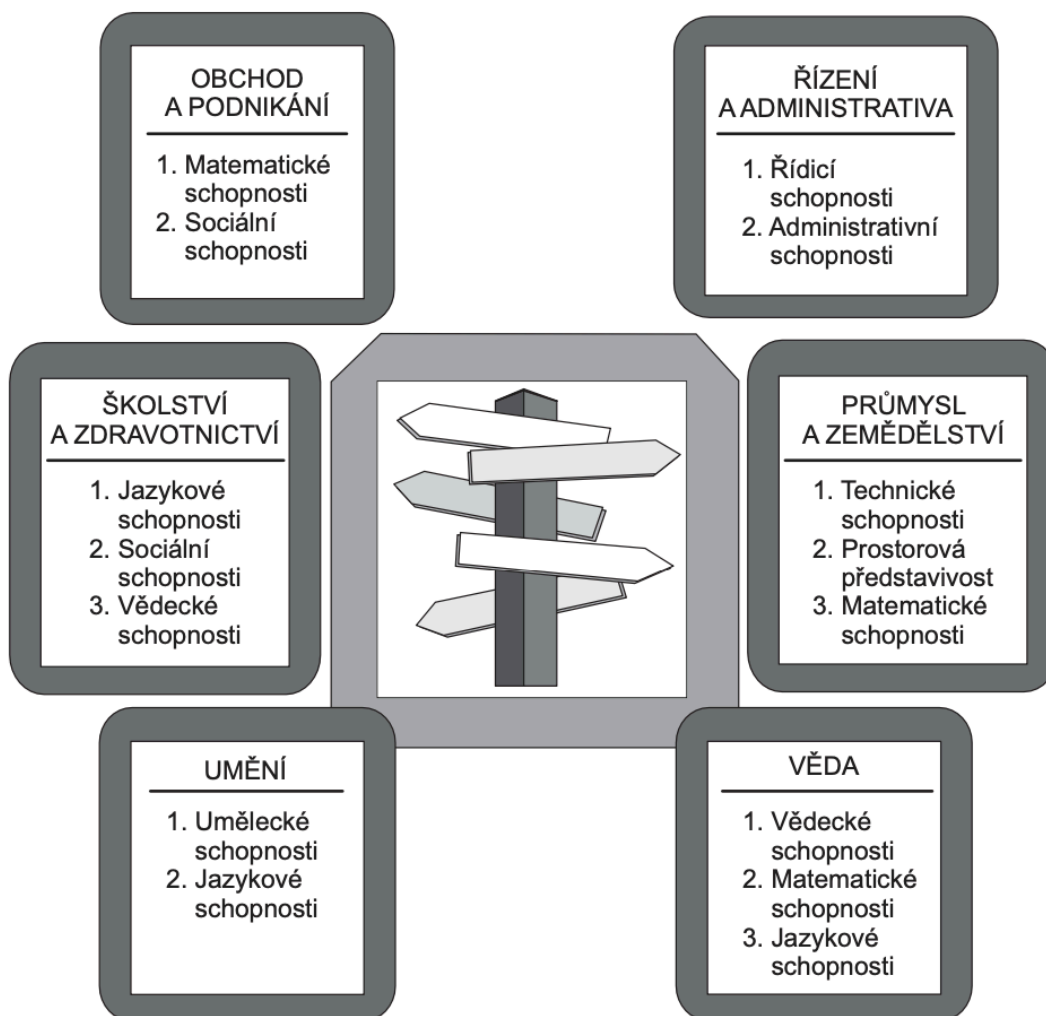 OBCHOD
A PODNIKÁNÍ
1. Matematické
schopnosti
2. Sociální
schopnosti
ŘÍZENÍ
A ADMINISTRATIVA
1. Řídicí
schopnosti
2. Administrativní
schopnosti
ŠKOLSTVÍ
A ZDRAVOTNICTVÍ
1. Jazykové
schopnosti
2. Sociální
schopnosti
3. Vědecké
schopnosti
PRŮMYSL
A ZEMĚDĚLSTVÍ
1. Technické
schopnosti
2. Prostorová
představivost
3. Matematické
schopnosti
UMĚNÍ
1. Umělecké
schopnosti
2. Jazykové
schopnosti
VĚDA
1. Vědecké
schopnosti
2. Matematické
schopnosti
3. Jazykové
schopnosti